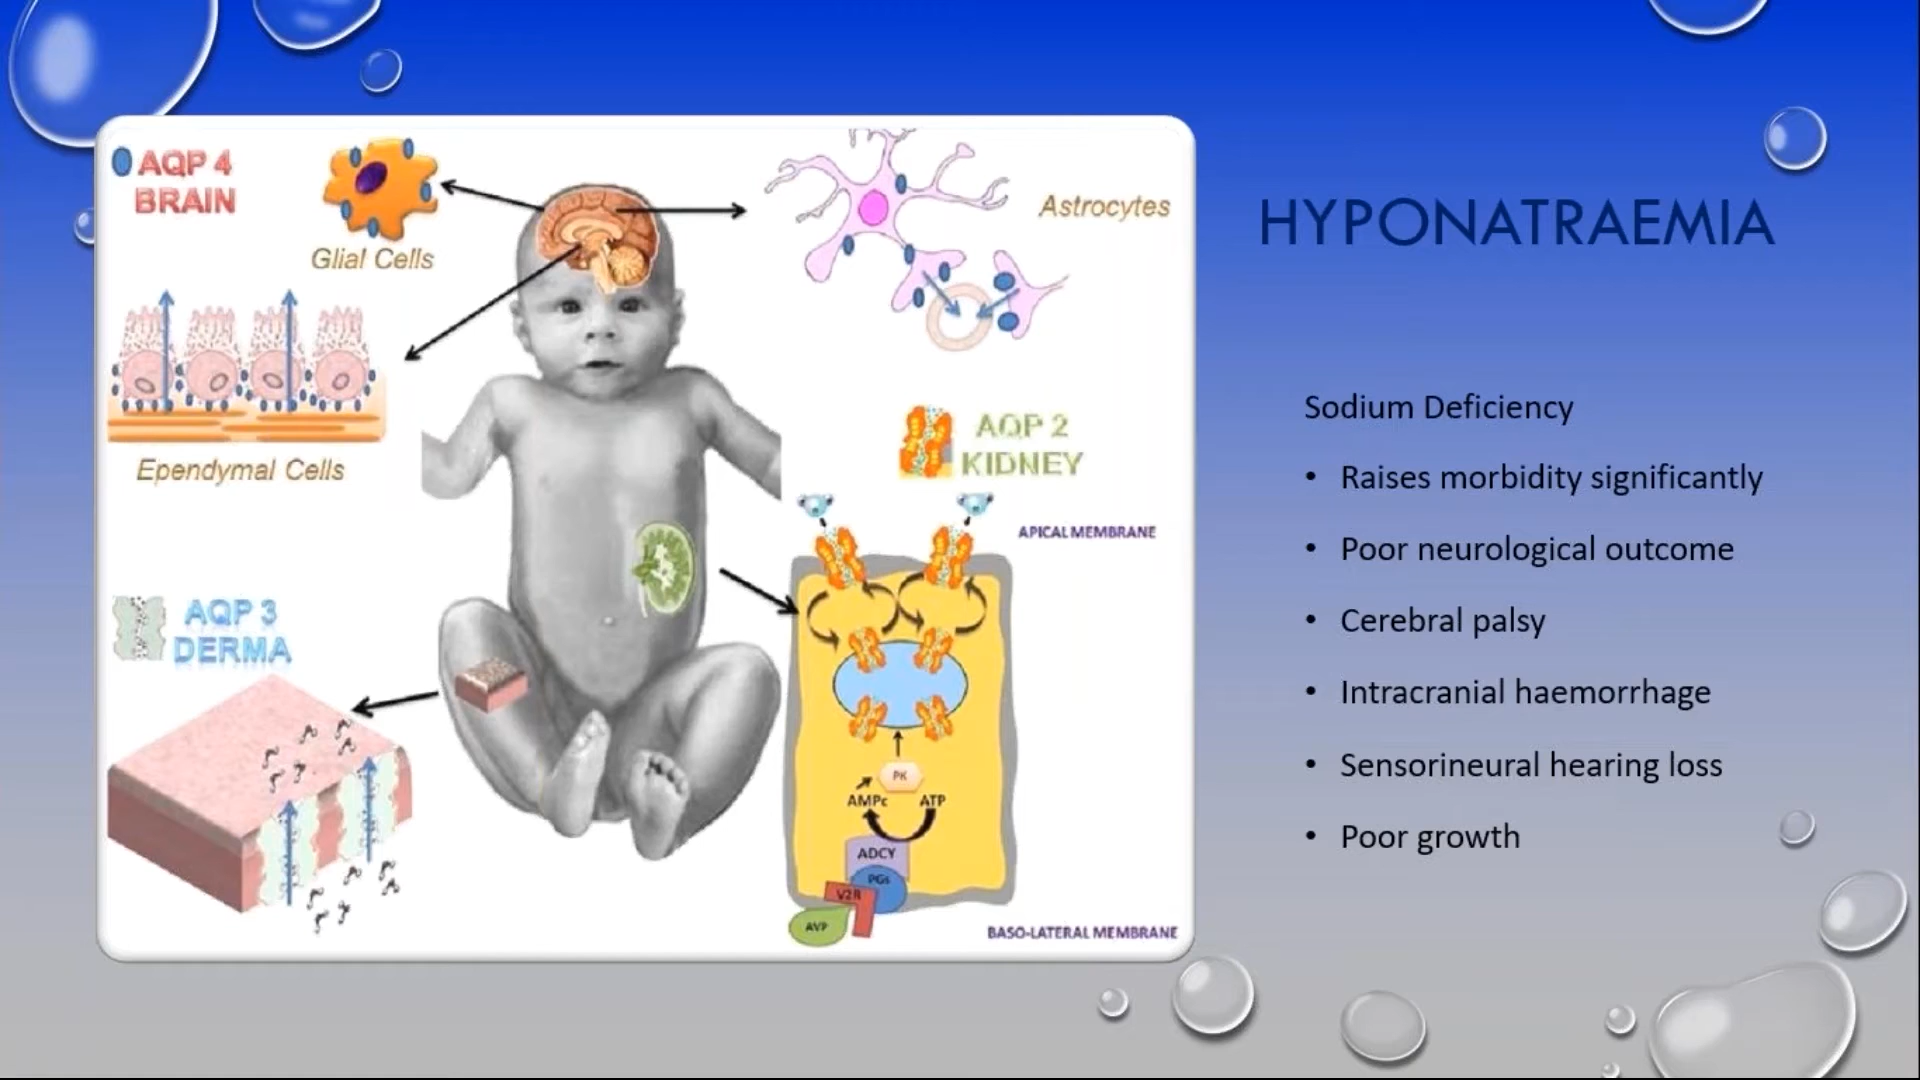 HYPONATRAEMIA
AQP 4
BRAIN
Glial Cells
Astrocytes
Ependymal Cells
AQP 2
KIDNEY
APICAL MEMBRANE
AQP 3
DERMA
PK
AMPc
ATP
ADCY
PGs
V2R
AVP
BASO-LATERAL MEMBRANE
Sodium Deficiency
• Raises morbidity significantly
• Poor neurological outcome
• Cerebral palsy
• Intracranial haemorrhage
• Sensorineural hearing loss
• Poor growth